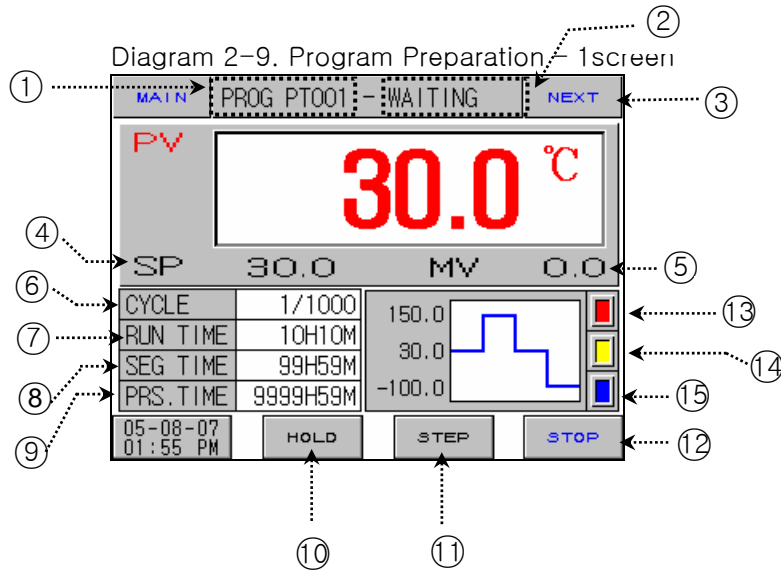 ②
Diagram 2-9. Program Preparation - 1screen
①
MAIN PROG PT001 - WAITING NEXT
③
PV
30.0 ℃
④
SP 30.0 MV 0.0
⑤
⑥
CYCLE 1/1000
⑦
RUN TIME 10H10M
⑧
SEG TIME 99H59M
⑨
PRS.TIME 9999H59M
150.0
30.0
-100.0
⑬
⑭
⑮
05-08-07
01:55 PM
HOLD STEP STOP
⑫
⑩ ⑪